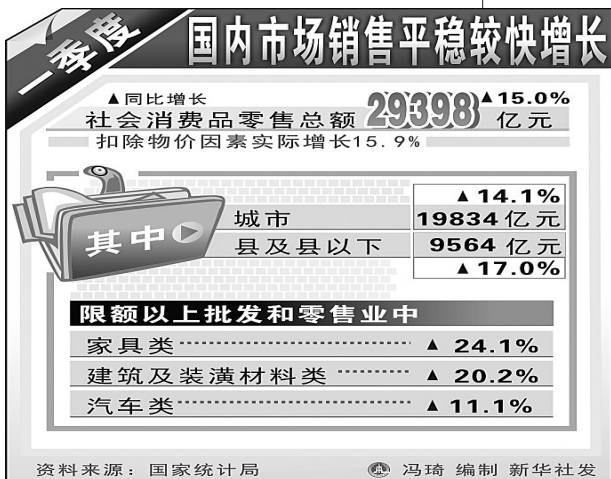 一季度
国内市场销售平稳较快增长
▲同比增长
社会消费品零售总额 29398 亿元 ▲15.0%
扣除物价因素实际增长15.9%
其中
▲14.1%
城市 19834亿元
县及县以下 9564亿元
▲17.0%
限额以上批发和零售业中
家具类 ▲ 24.1%
建筑及装潢材料类 ▲ 20.2%
汽车类 ▲ 11.1%
资料来源：国家统计局 冯琦 编制 新华社发